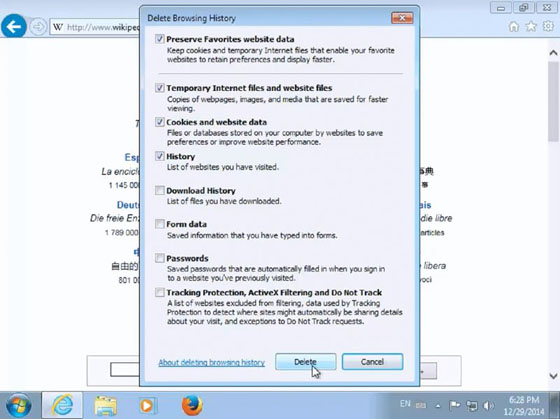 Delete Browsing History
http://www.wikiped
Preserve Favorites website data
Keep cookies and temporary Internet files that enable your favorite
websites to retain preferences and display faster.
Temporary Internet files and website files
Copies of webpages, images, and media that are saved for faster
viewing.
Cookies and website data
Files or databases stored on your computer by websites to save
preferences or improve website performance.
History
List of websites you have visited.
Download History
List of files you have downloaded.
Form data
Saved information that you have typed into forms.
Passwords
Saved passwords that are automatically filled in when you sign in
to a website you've previously visited.
Tracking Protection, ActiveX Filtering and Do Not Track
A list of websites excluded from filtering, data used by Tracking
Protection to detect where sites might automatically be sharing details
about your visit, and exceptions to Do Not Track requests.
About deleting browsing history
Delete
Cancel
Esp
La encicl
1 145 00
Deut
Die freie Enz
1 789 000
自由的
801 0
事典
事
ais
die libre
articles
libera
EN
6:28 PM
12/29/2014